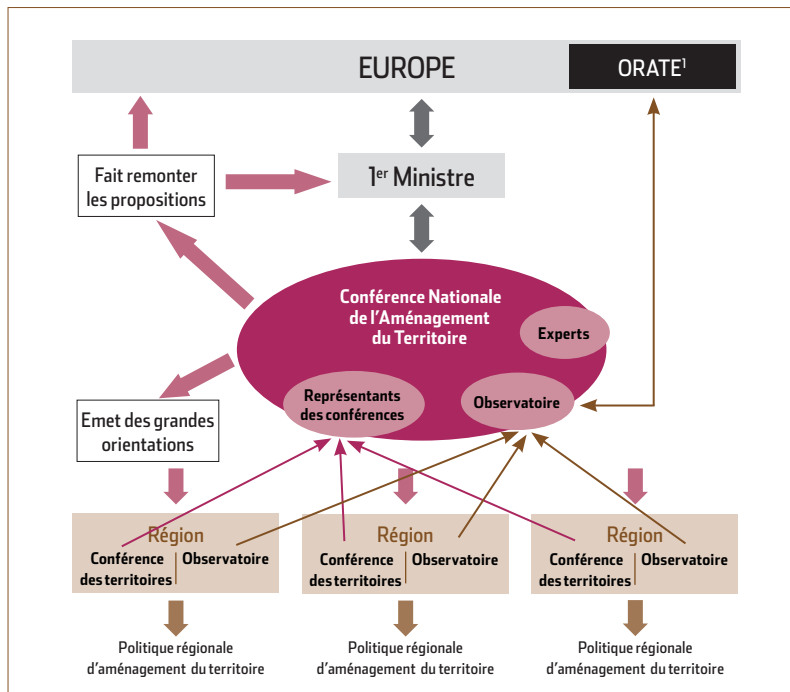 EUROPE
ORATE¹
Fait remonter
les propositions
1er Ministre
Conférence Nationale
de l'Aménagement
du Territoire
Experts
Représentants
des conférences
Observatoire
Emet des grandes
orientations
Région
Conférence
des territoires
Observatoire
Région
Conférence
des territoires
Observatoire
Région
Conférence
des territoires
Observatoire
Politique régionale
d'aménagement du territoire
Politique régionale
d'aménagement du territoire
Politique régionale
d'aménagement du territoire